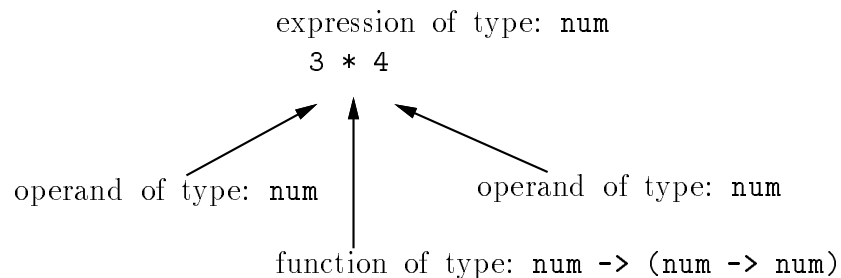 expression of type: num
3 * 4
operand of type: num
operand of type: num
function of type: num -> (num -> num)